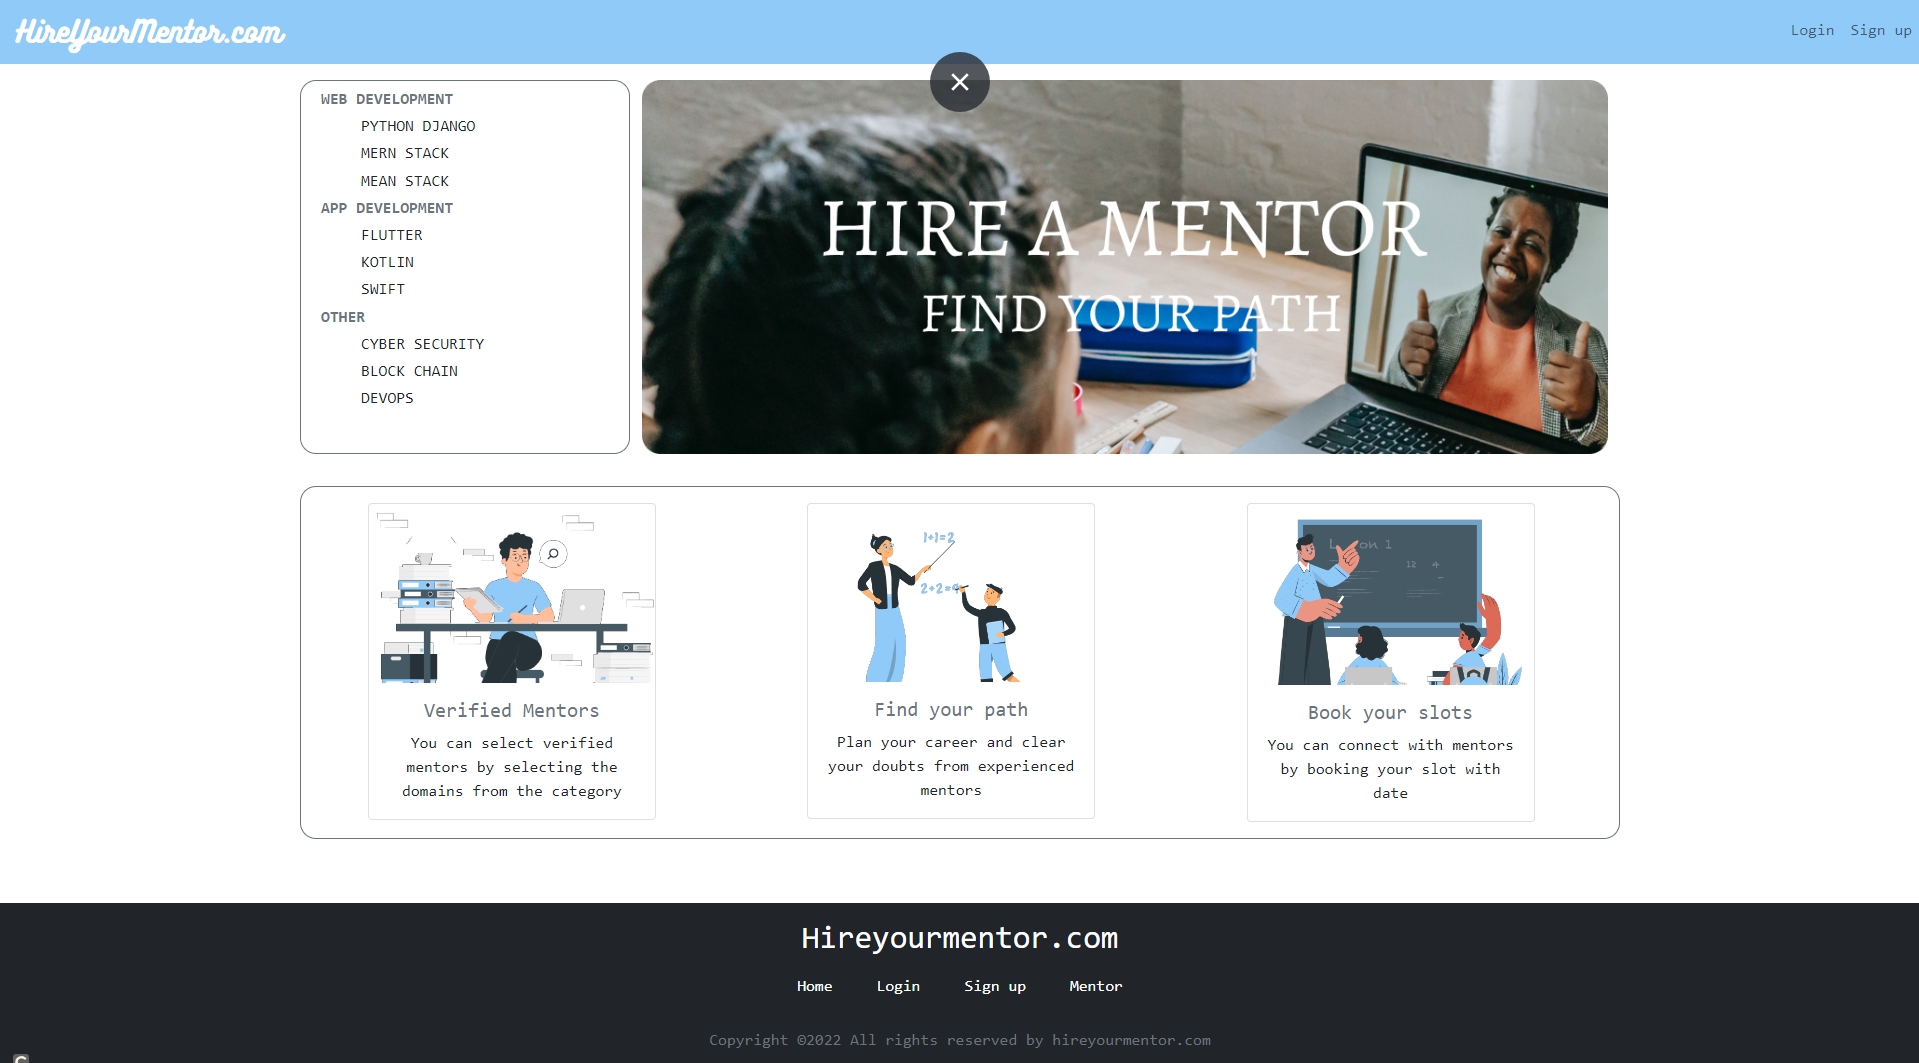 HireYourMentor.com
Login Sign up
WEB DEVELOPMENT
PYTHON DJANGO
MERN STACK
MEAN STACK
APP DEVELOPMENT
FLUTTER
KOTLIN
SWIFT
OTHER
CYBER SECURITY
BLOCK CHAIN
DEVOPS
HIRE A MENTOR
FIND YOUR PATH
Verified Mentors
You can select verified
mentors by selecting the
domains from the category
1+1=2
2+2=
Find your path
Plan your career and clear
your doubts from experienced
mentors
1
12 4
Book your slots
You can connect with mentors
by booking your slot with
date
Hireyourmentor.com
Home Login Sign up Mentor
Copyright ©2022 All rights reserved by hireyourmentor.com